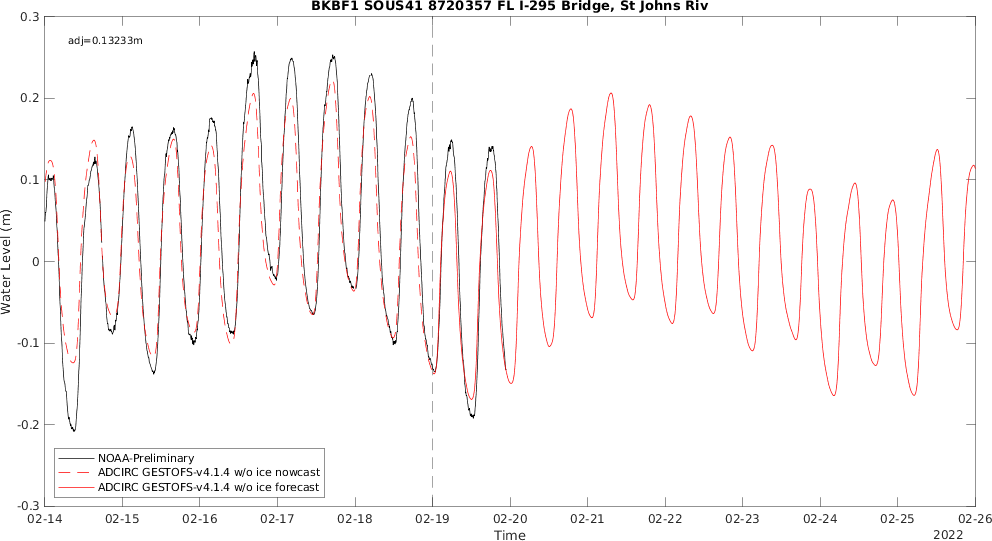 BKBF1 SOUS41 8720357 FL I-295 Bridge, St Johns Riv
adj=0.13233m
0.3
0.2
0.1
0
-0.1
-0.2
-0.3
Water Level (m)
NOAA-Preliminary
ADCIRC GESTOFS-v4.1.4 w/o ice nowcast
ADCIRC GESTOFS-v4.1.4 w/o ice forecast
02-14 02-15 02-16 02-17 02-18 02-19 02-20 02-21 02-22 02-23 02-24 02-25 02-26
Time
2022